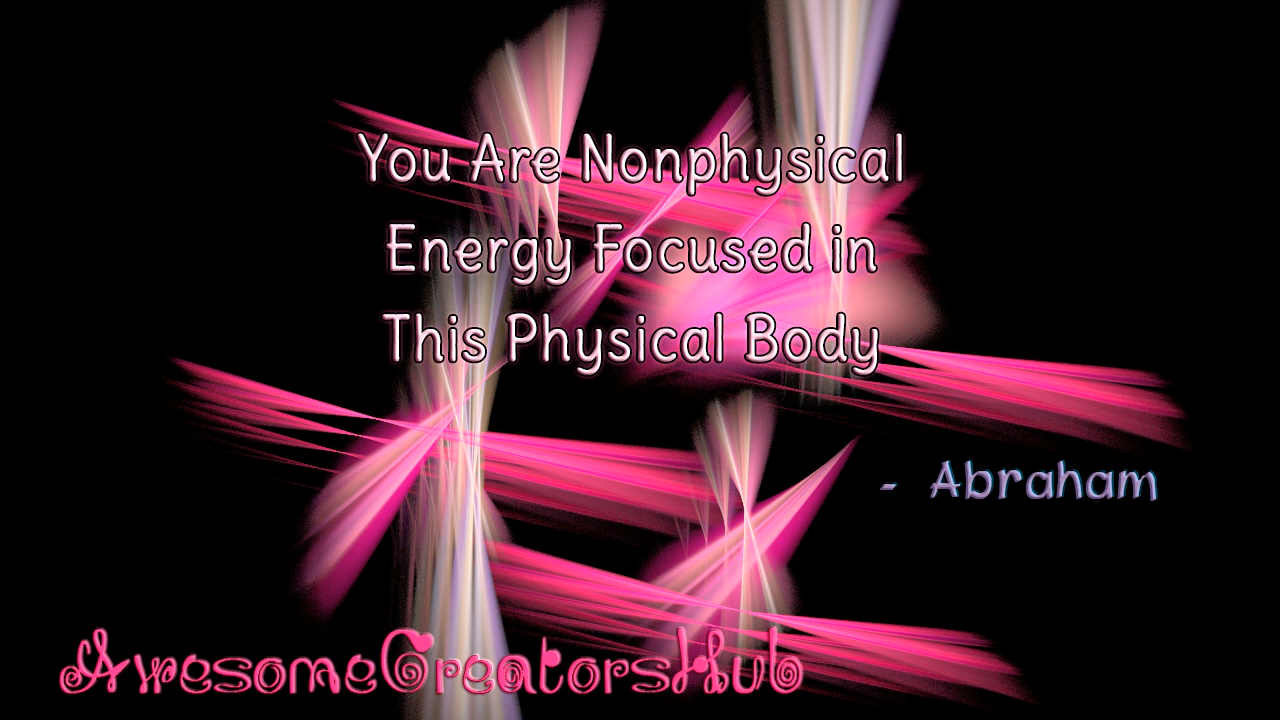 You Are Nonphysical
Energy Focused in
This Physical Body
- Abraham
AwesomeCreatorsHub